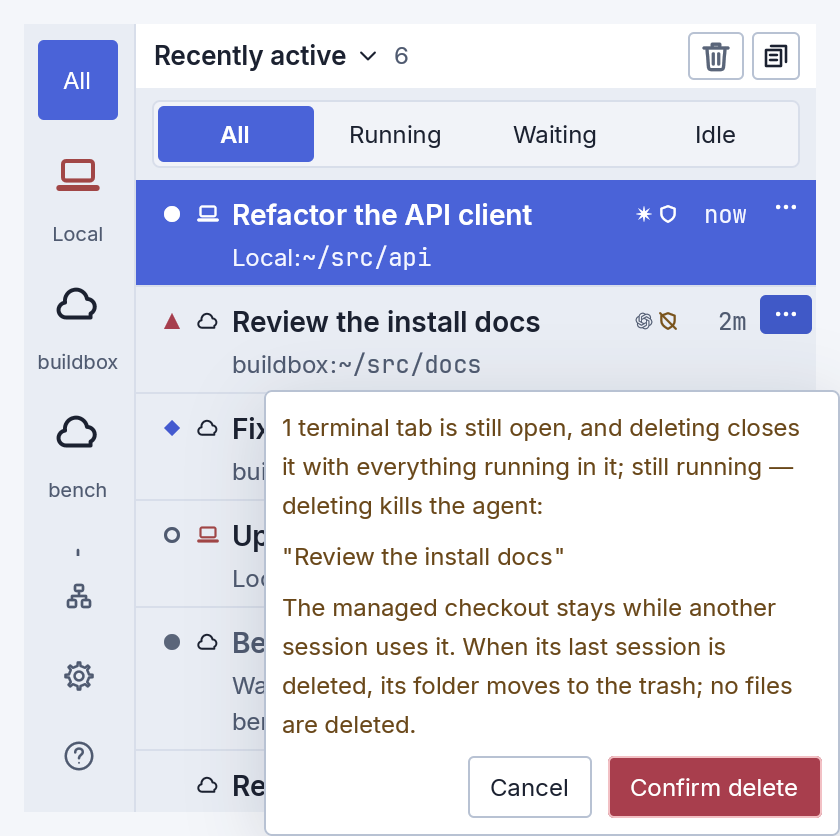 All
Recently active 6
All Running Waiting Idle
Local
Refactor the API client now
Local:~/src/api
buildbox
Review the install docs 2m
buildbox:~/src/docs
bench
1 terminal tab is still open, and deleting closes
it with everything running in it; still running —
deleting kills the agent:
"Review the install docs"
The managed checkout stays while another
session uses it. When its last session is
deleted, its folder moves to the trash; no files
are deleted.
Cancel Confirm delete